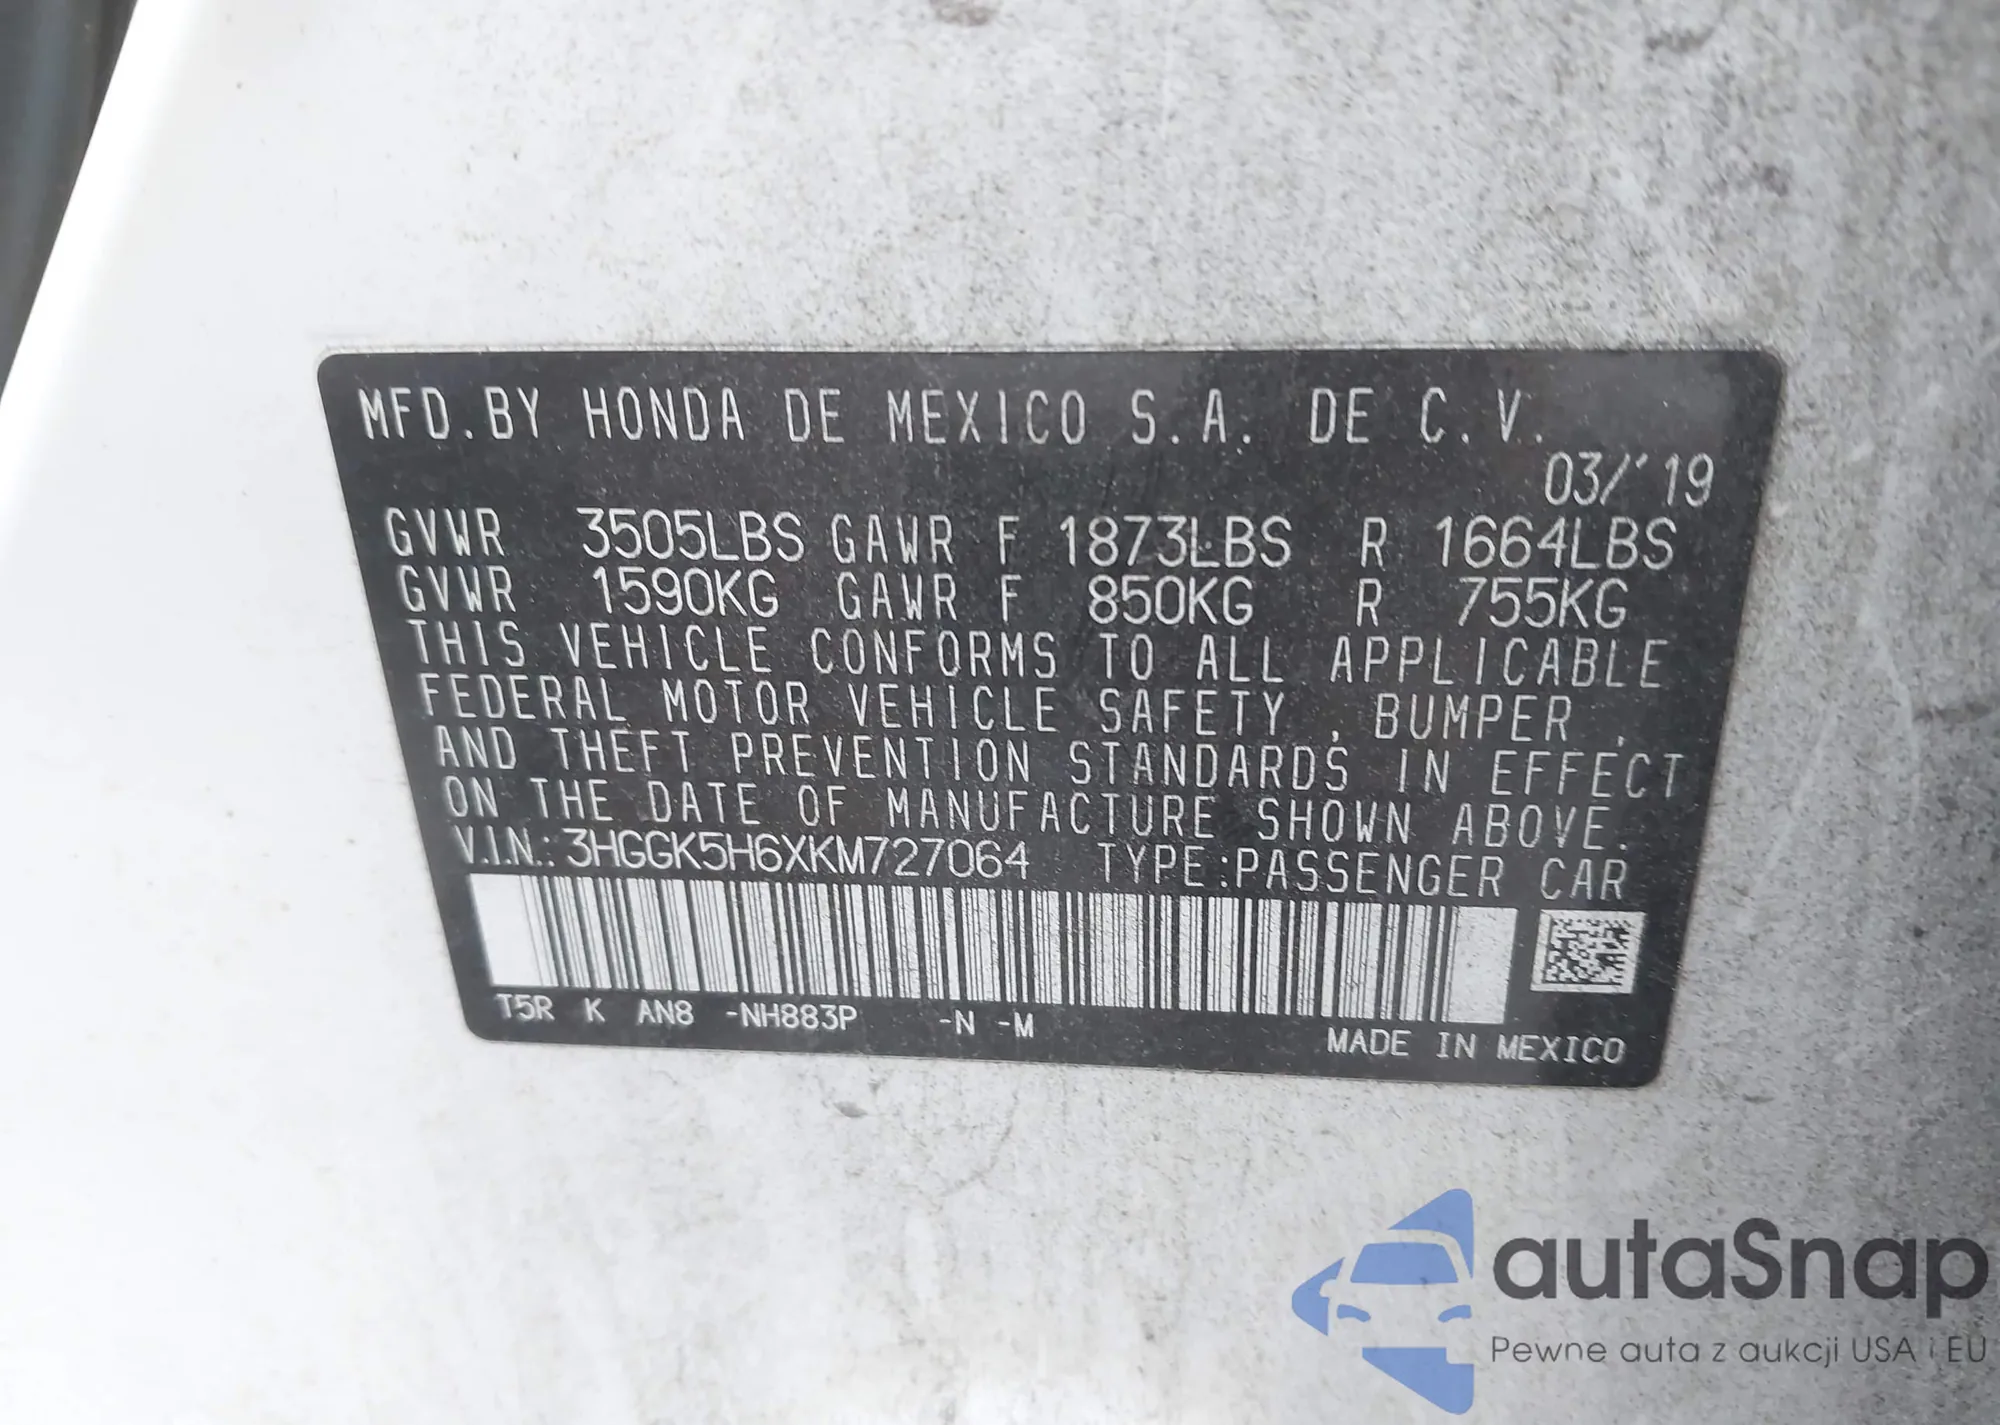 MFD.BY HONDA DE MEXICO S.A. DE C.V.
03/'19
GVWR 3505LBS GAWR F 1873LBS R 1664LBS
GVWR 1590KG GAWR F 850KG R 755KG
THIS VEHICLE CONFORMS TO ALL APPLICABLE
FEDERAL MOTOR VEHICLE SAFETY, BUMPER,
AND THEFT PREVENTION STANDARDS IN EFFECT
ON THE DATE OF MANUFACTURE SHOWN ABOVE.
V.I.N.: 3HGGK5H6XKM727064 TYPE:PASSENGER CAR
T5R K AN8 -NH883P -N -M
MADE IN MEXICO
autaSnap
Pewne auta z aukcji USA i EU